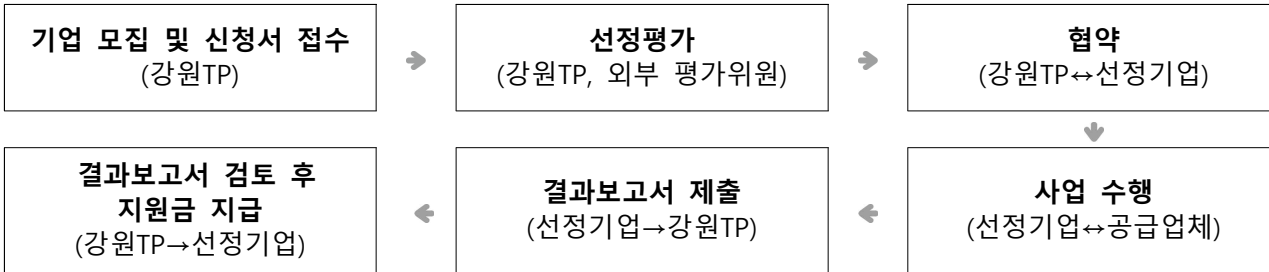 기업 모집 및 신청서 접수
(강원TP)
선정평가
(강원TP, 외부 평가위원)
협약
(강원TP↔선정기업)
사업 수행
(선정기업↔공급업체)
결과보고서 제출
(선정기업→강원TP)
결과보고서 검토 후
지원금 지급
(강원TP→선정기업)